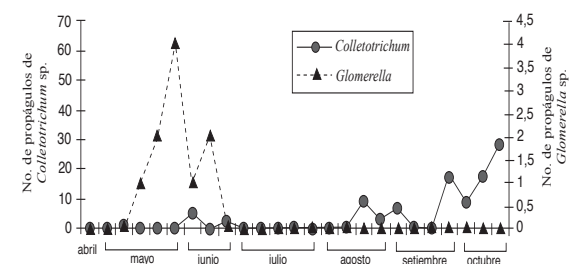 No. de propágulos de
Colletotrichum sp.
70
60
50
40
30
20
10
0
Colletotrichum
Glomerella
4,5
4
3,5
3
2,5
2
1,5
1
0,5
0
No. de propágulos de
Glomerella sp.
abril
mayo
junio
julio
agosto
setiembre
octubre